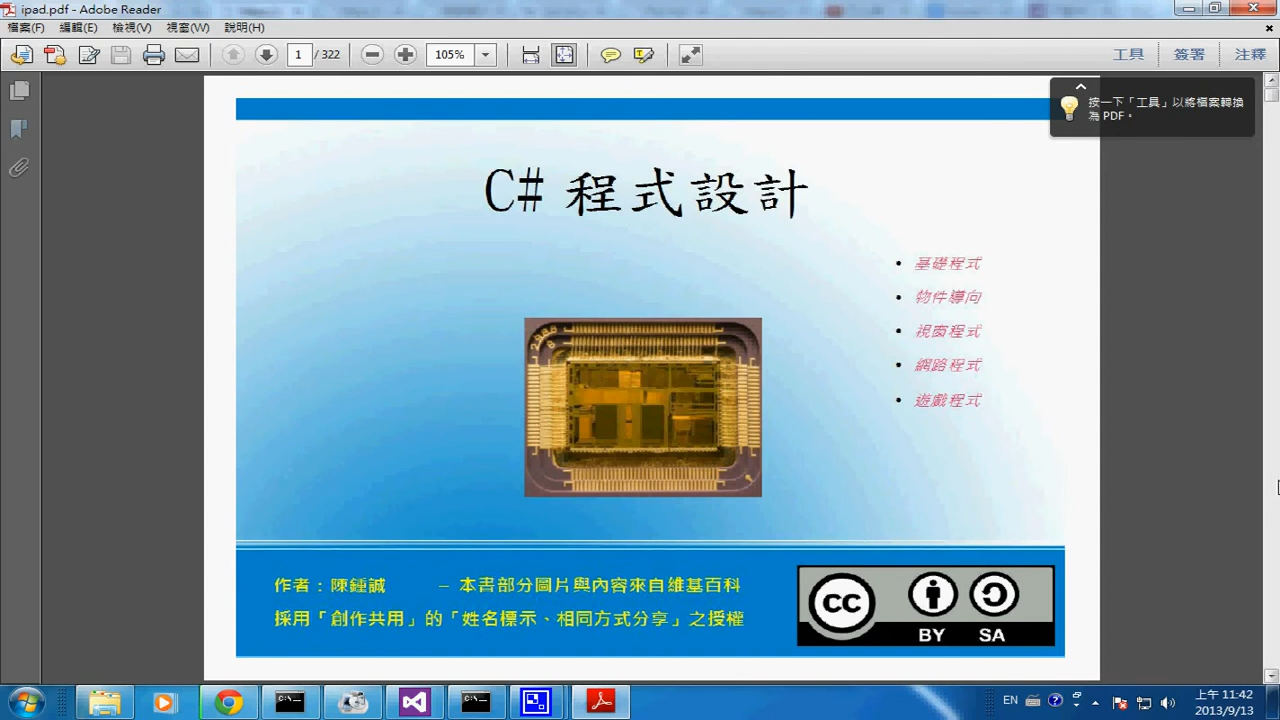 ipad.pdf - Adobe Reader
檔案(F) 編輯(E) 檢視(V) 視窗(W) 說明(H)
1 / 322 105% 工具 簽署 注釋
按一下「工具」以將檔案轉換
為 PDF。
C# 程式設計
• 基礎程式
• 物件導向
• 視窗程式
• 網路程式
• 遊戲程式
作者：陳鍾誠 – 本書部分圖片與內容來自維基百科
採用「創作共用」的「姓名標示、相同方式分享」之授權
cc
BY SA
EN 上午 11:42
2013/9/13